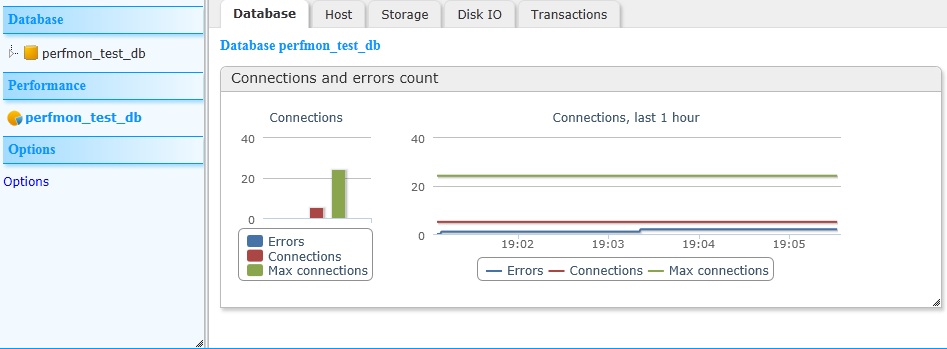 Database
perfmon_test_db
Performance
perfmon_test_db
Options
Options
Database Host Storage Disk IO Transactions
Database perfmon_test_db
Connections and errors count
Connections
40
20
0
Errors
Connections
Max connections
Connections, last 1 hour
40
20
0
19:02 19:03 19:04 19:05
Errors Connections Max connections